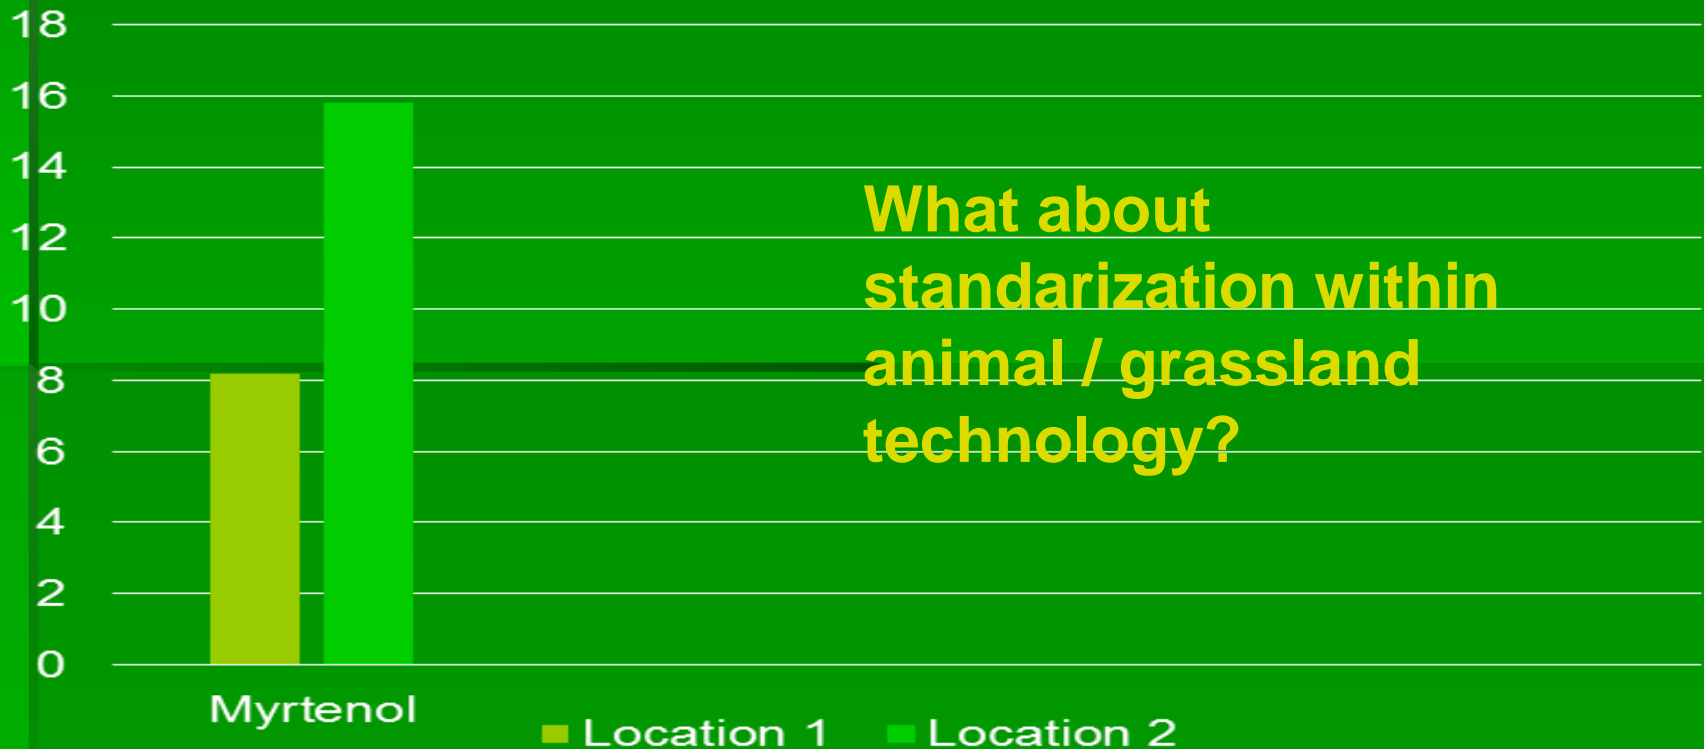 18
16
14
12
10
8
6
4
2
0
What about
standarization within
animal / grassland
technology?
Myrtenol
Location 1 Location 2